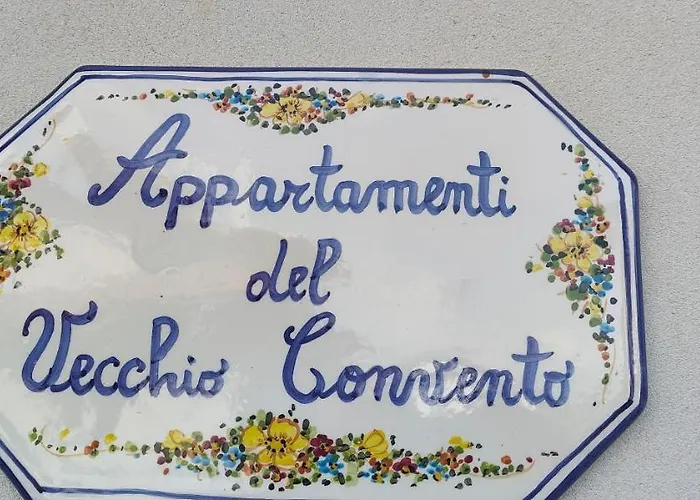 Appartamenti
del
Vecchio Convento